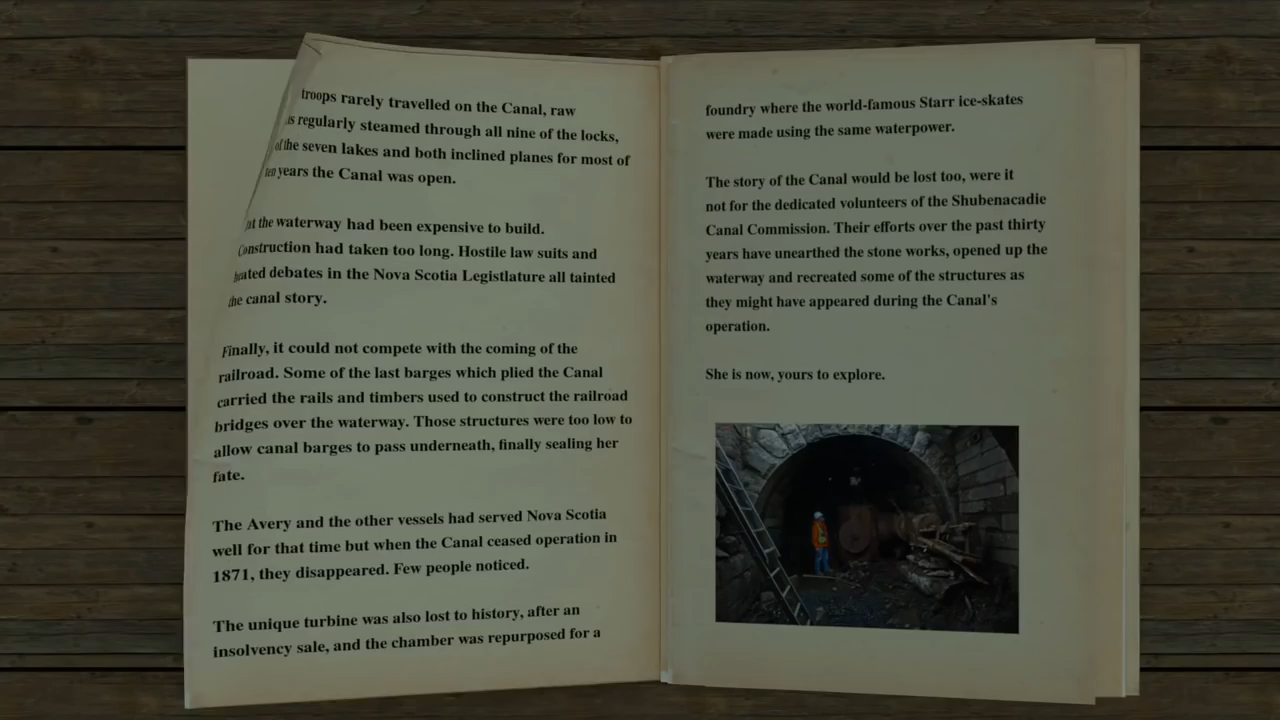 troops rarely travelled on the Canal, raw
regularly steamed through all nine of the locks,
of the seven lakes and both inclined planes for most of
ten years the Canal was open.
the waterway had been expensive to build.
Construction had taken too long. Hostile law suits and
heated debates in the Nova Scotia Legistlature all tainted
the canal story.
Finally, it could not compete with the coming of the
railroad. Some of the last barges which plied the Canal
carried the rails and timbers used to construct the railroad
bridges over the waterway. Those structures were too low to
allow canal barges to pass underneath, finally sealing her
fate.
The Avery and the other vessels had served Nova Scotia
well for that time but when the Canal ceased operation in
1871, they disappeared. Few people noticed.
The unique turbine was also lost to history, after an
insolvency sale, and the chamber was repurposed for a
foundry where the world-famous Starr ice-skates
were made using the same waterpower.
The story of the Canal would be lost too, were it
not for the dedicated volunteers of the Shubenacadie
Canal Commission. Their efforts over the past thirty
years have unearthed the stone works, opened up the
waterway and recreated some of the structures as
they might have appeared during the Canal's
operation.
She is now, yours to explore.